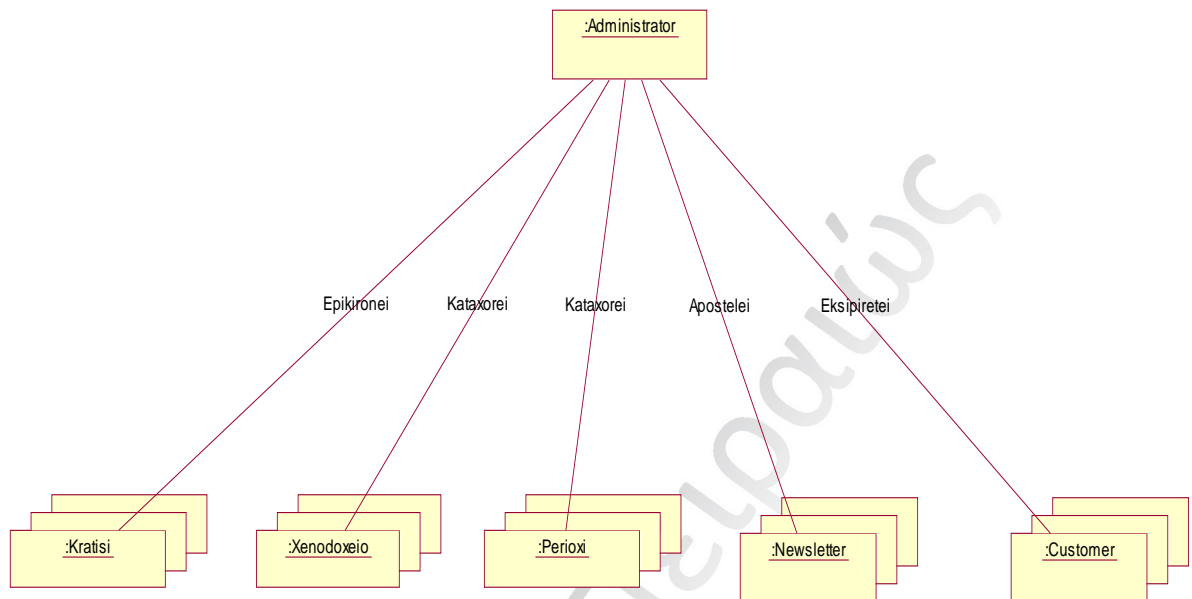 :Administrator
Epikironei
Kataxorei
Kataxorei
Apostelei
Eksipiretei
:Kratisi
:Xenodoxeio
:Perioxi
:Newsletter
:Customer